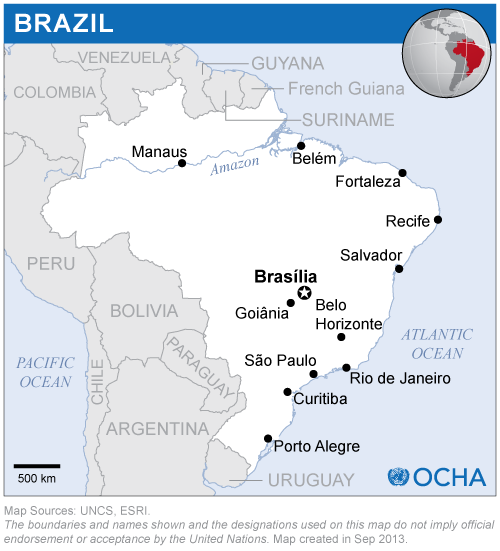 BRAZIL
VENEZUELA
GUYANA
COLOMBIA
French Guiana
SURINAME
Manaus
Amazon
Belém
Fortaleza
Recife
PERU
Salvador
Brasília
BOLIVIA
Goiânia
Belo
Horizonte
ATLANTIC
OCEAN
PARAGUAY
São Paulo
PACIFIC
OCEAN
CHILE
Rio de Janeiro
Curitiba
ARGENTINA
Porto Alegre
500 km
URUGUAY
OCHA
Map Sources: UNCS, ESRI.
The boundaries and names shown and the designations used on this map do not imply official
endorsement or acceptance by the United Nations. Map created in Sep 2013.